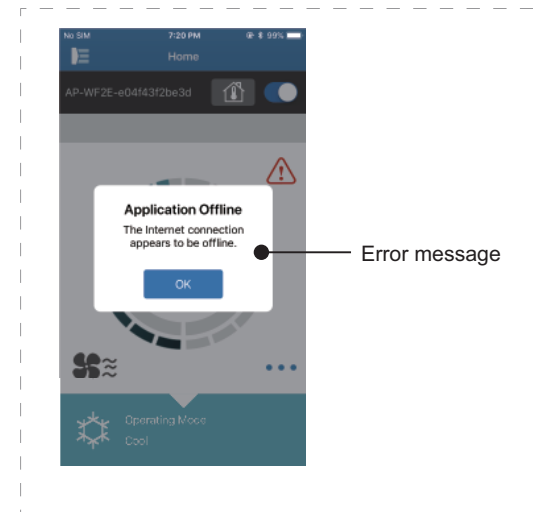 No SIM 7:20 PM 99%
Home
AP-WF2E-e04f43f2be3d
Application Offline
The Internet connection
appears to be offline.
OK
Error message
Operating Mode
Cool